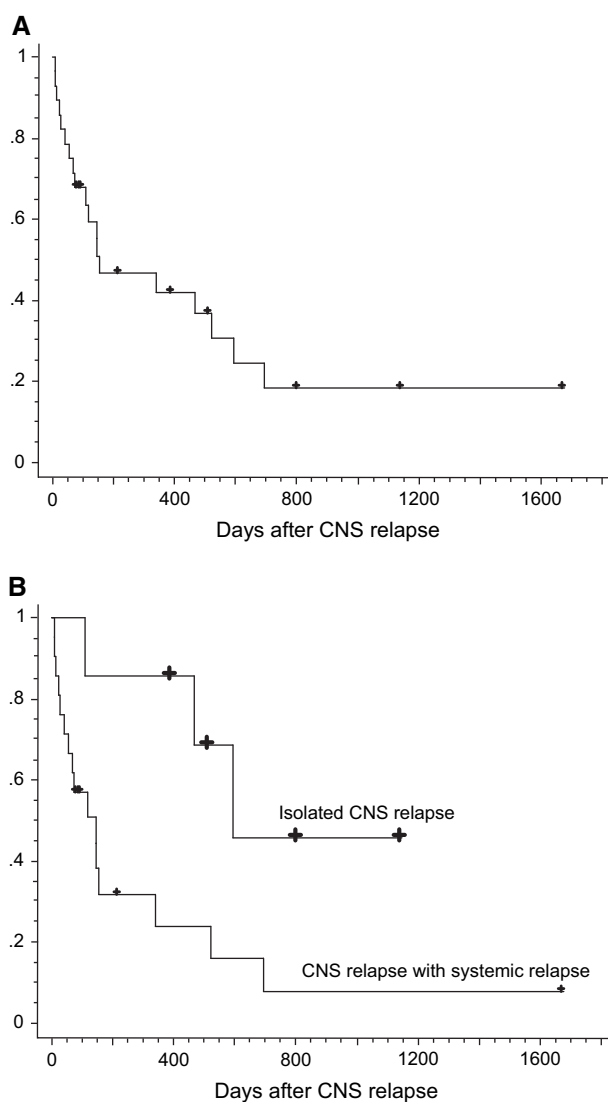 A
1
.8
.6
.4
.2
0
0 400 800 1200 1600
Days after CNS relapse
B
1
.8
.6
.4
.2
0
Isolated CNS relapse
CNS relapse with systemic relapse
0 400 800 1200 1600
Days after CNS relapse